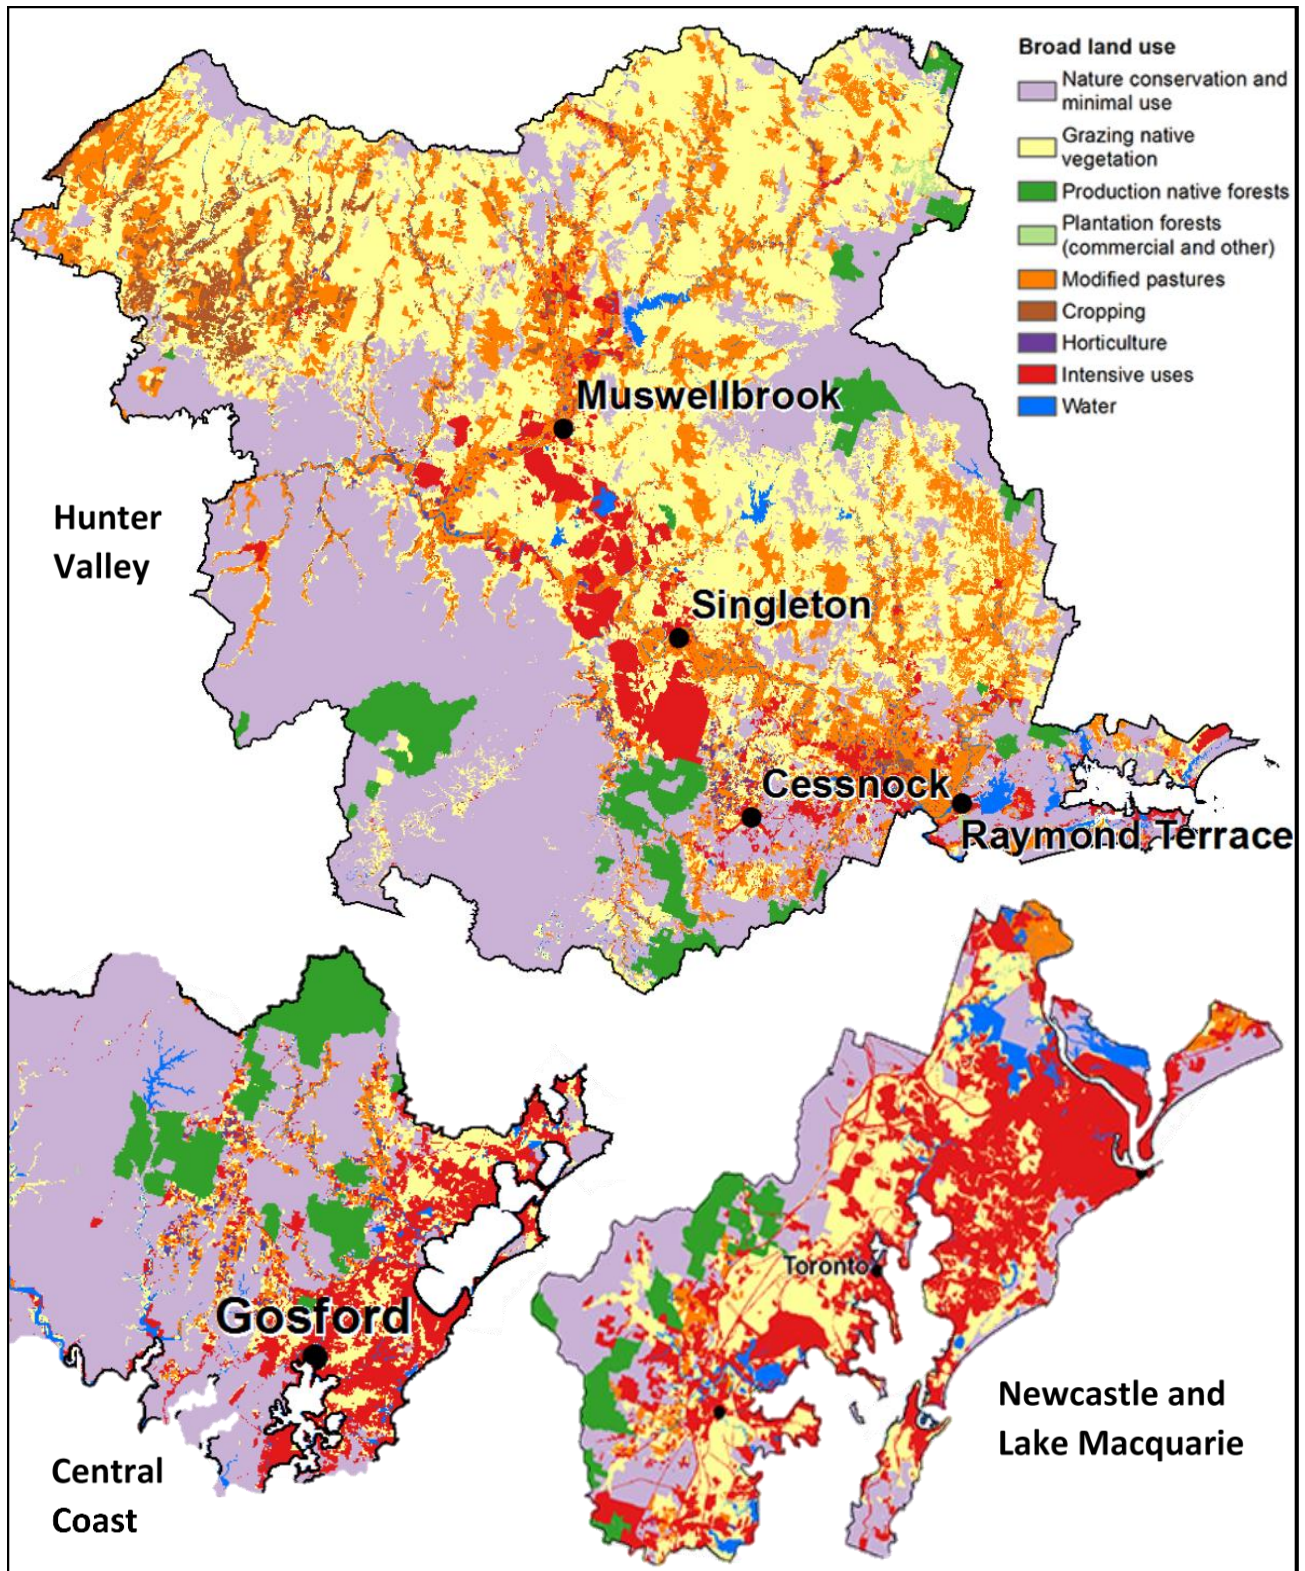 Broad land use
Nature conservation and
minimal use
Grazing native
vegetation
Production native forests
Plantation forests
(commercial and other)
Modified pastures
Cropping
Horticulture
Intensive uses
Water
Muswellbrook
Hunter
Valley
Singleton
Cessnock
Raymond Terrace
Toronto
Gosford
Newcastle and
Lake Macquarie
Central
Coast